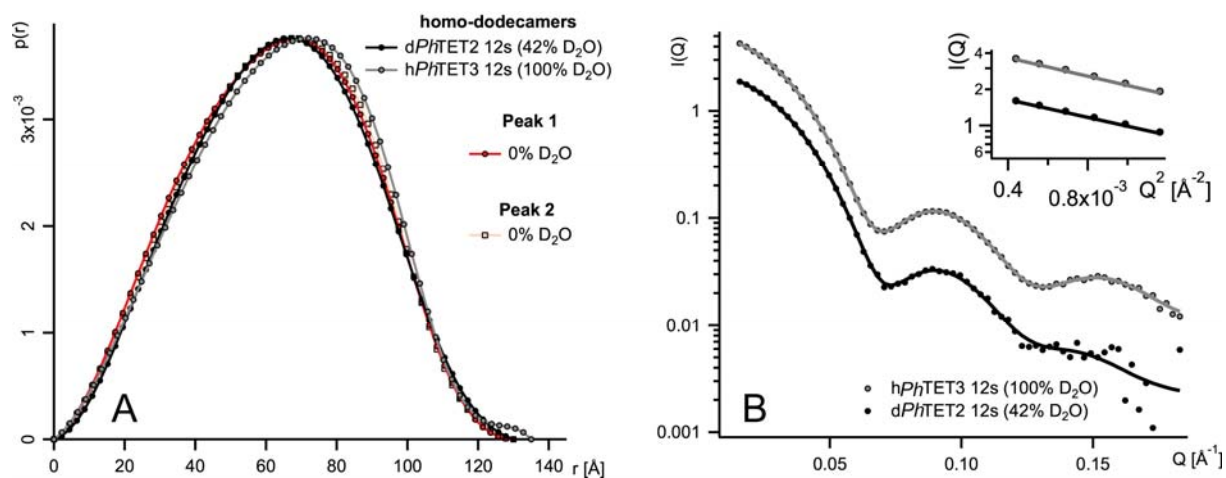 p(r)
3x10⁻³
2
1
0
0
20
40
60
80
100
120
140
r [Å]
homo-dodecamers
dPhTET2 12s (42% D₂O)
hPhTET3 12s (100% D₂O)
Peak 1
0% D₂O
Peak 2
0% D₂O
A
I(Q)
1
0.1
0.01
0.001
0.05
0.10
0.15
Q [Å⁻¹]
hPhTET3 12s (100% D₂O)
dPhTET2 12s (42% D₂O)
B
I(Q)
4
2
1
6
0.4
0.8x10⁻³
Q² [Å⁻²]